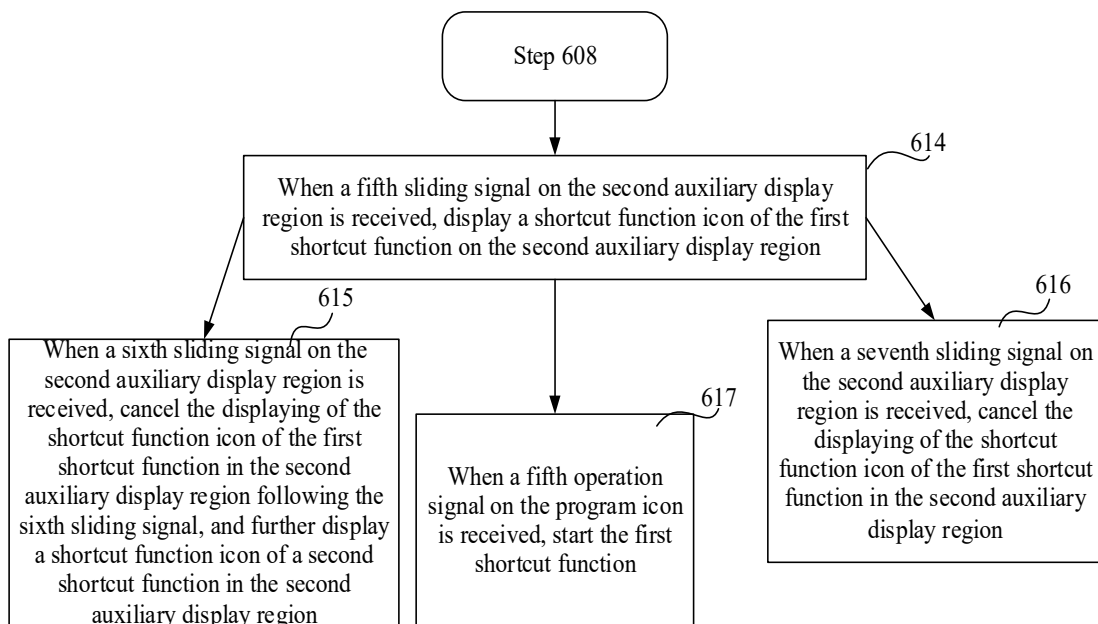 Step 608
614
When a fifth sliding signal on the second auxiliary display
region is received, display a shortcut function icon of the first
shortcut function on the second auxiliary display region
615
When a sixth sliding signal on the
second auxiliary display region is
received, cancel the displaying of the
shortcut function icon of the first
shortcut function in the second
auxiliary display region following the
sixth sliding signal, and further display
a shortcut function icon of a second
shortcut function in the second
auxiliary display region
617
When a fifth operation
signal on the program icon
is received, start the first
shortcut function
616
When a seventh sliding signal on
the second auxiliary display
region is received, cancel the
displaying of the shortcut
function icon of the first shortcut
function in the second auxiliary
display region